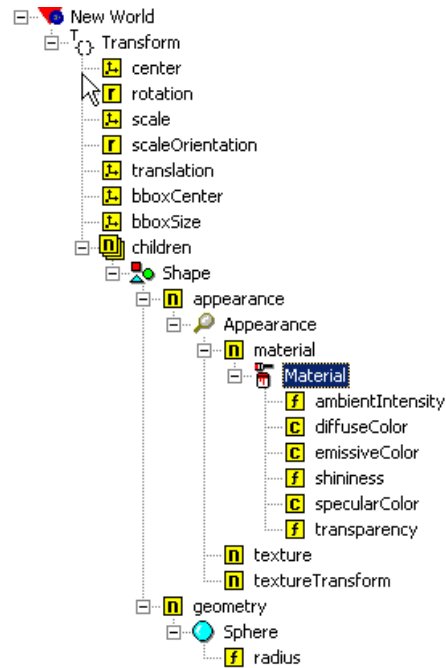 New World
T
{} Transform
center
r rotation
scale
r scaleOrientation
translation
bboxCenter
bboxSize
n children
Shape
n appearance
Appearance
n material
Material
f ambientIntensity
C diffuseColor
C emissiveColor
f shininess
C specularColor
f transparency
n texture
n textureTransform
n geometry
Sphere
f radius